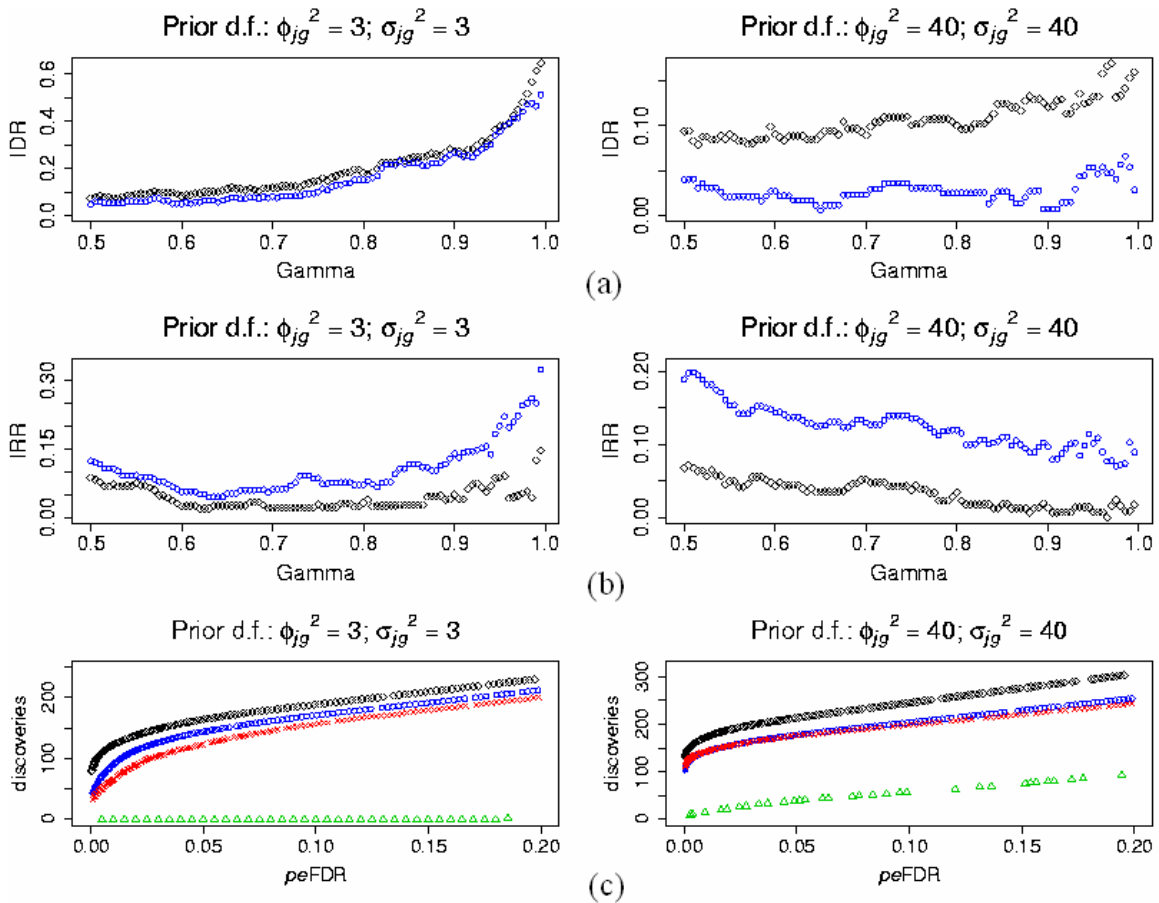 Prior d.f.: ϕjg² = 3; σjg² = 3
Prior d.f.: ϕjg² = 40; σjg² = 40
IDR
0.0 0.2 0.4 0.6
0.5 0.6 0.7 0.8 0.9 1.0
Gamma
IDR
0.00 0.10
0.5 0.6 0.7 0.8 0.9 1.0
Gamma
(a)
Prior d.f.: ϕjg² = 3; σjg² = 3
Prior d.f.: ϕjg² = 40; σjg² = 40
IRR
0.00 0.15 0.30
0.5 0.6 0.7 0.8 0.9 1.0
Gamma
IRR
0.00 0.10 0.20
0.5 0.6 0.7 0.8 0.9 1.0
Gamma
(b)
Prior d.f.: ϕjg² = 3; σjg² = 3
Prior d.f.: ϕjg² = 40; σjg² = 40
discoveries
0 100 200
0.00 0.05 0.10 0.15 0.20
peFDR
discoveries
0 100 200 300
0.00 0.05 0.10 0.15 0.20
peFDR
(c)